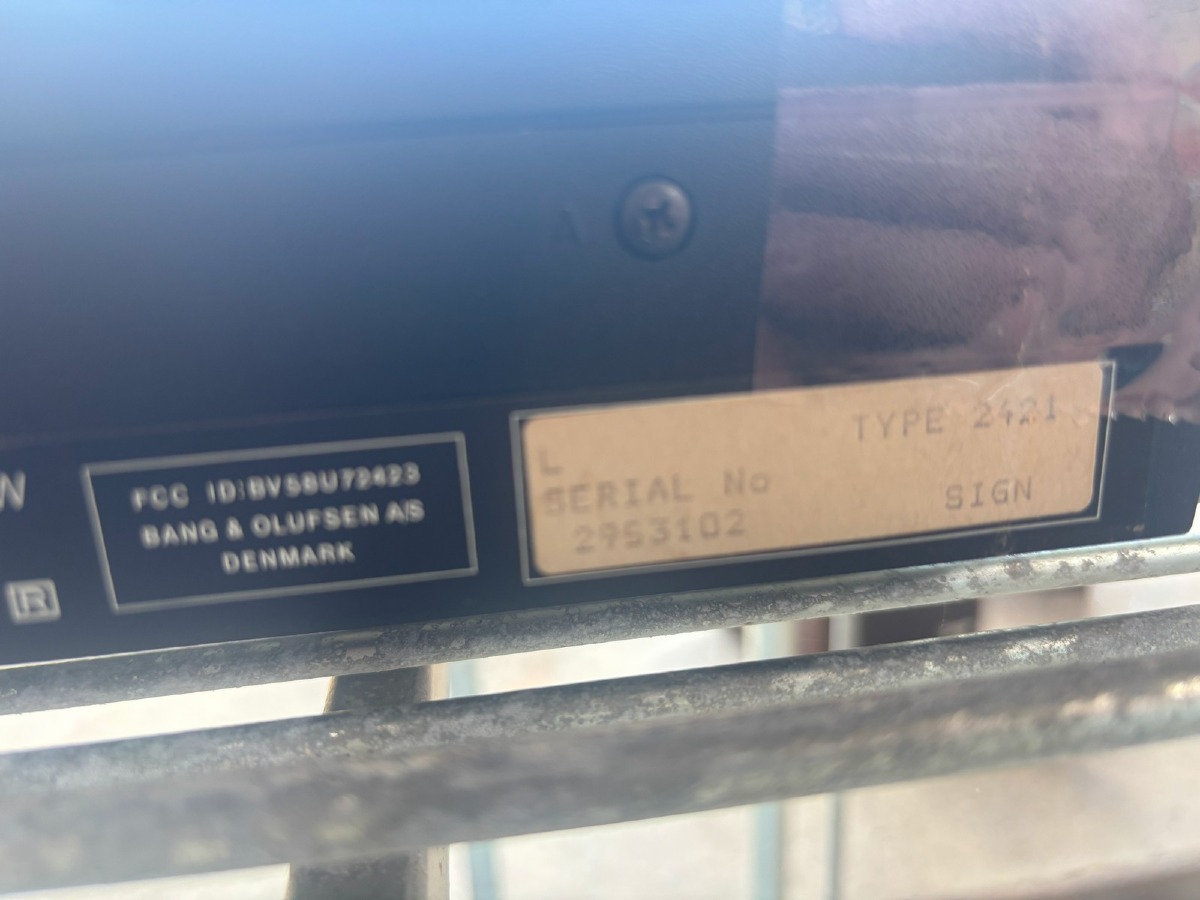 W
R
FCC ID:BV58U72423
BANG & OLUFSEN A/S
DENMARK
TYPE 2421
L
SERIAL No
SIGN
2953102